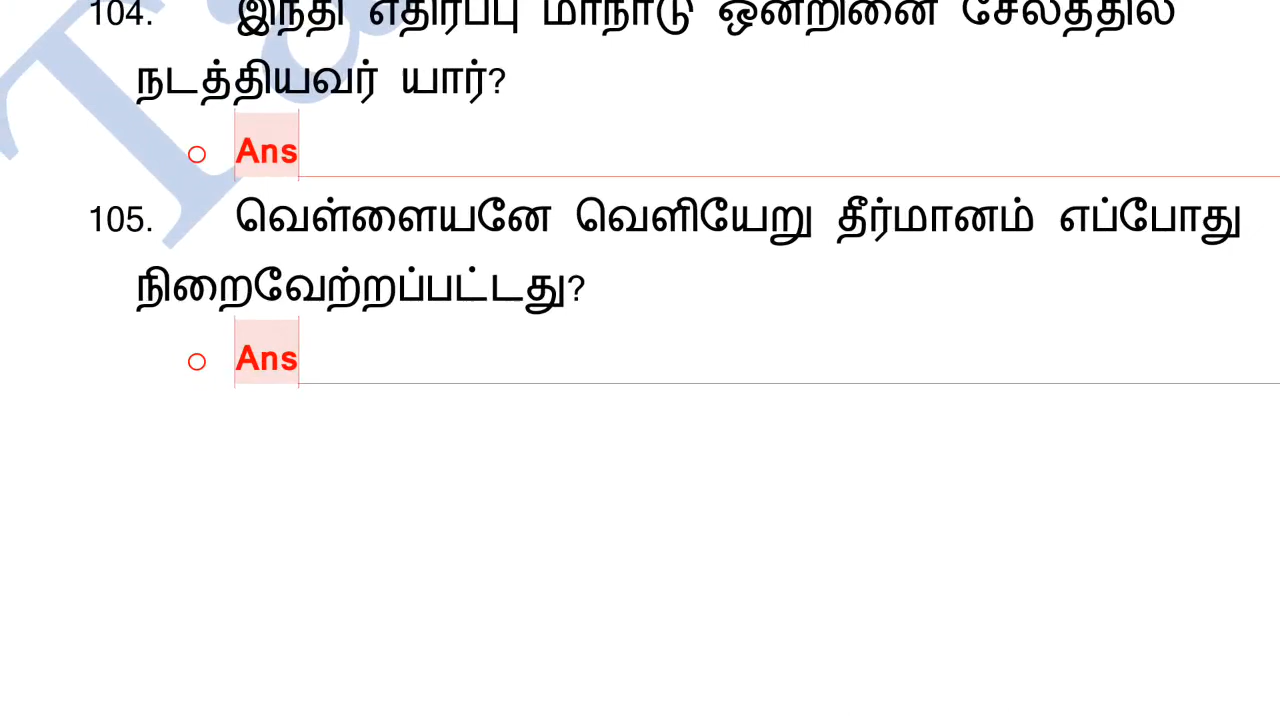 104. இந்தி எதிர்ப்பு மாநாடு ஒன்றினை சேலத்தில்
நடத்தியவர் யார்?
Ans
105. வெள்ளையனே வெளியேறு தீர்மானம் எப்போது
நிறைவேற்றப்பட்டது?
Ans